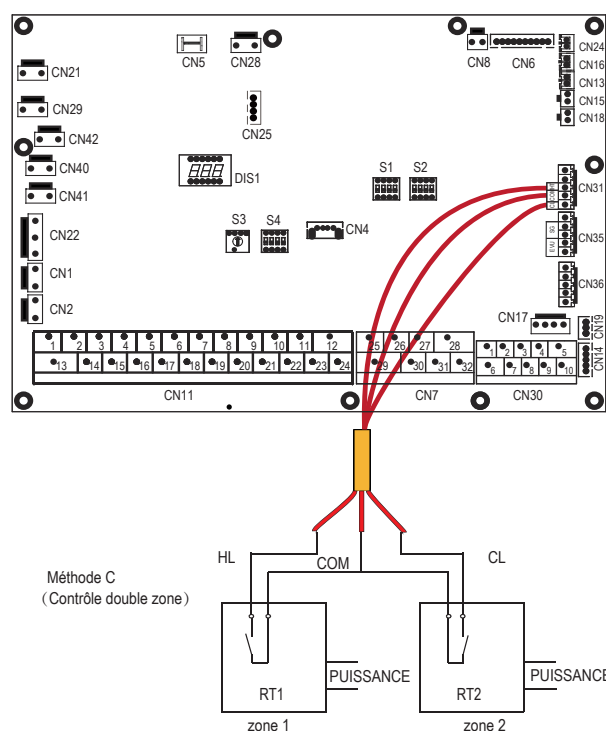 CN5
CN28
CN8
CN6
CN24
CN16
CN13
CN15
CN18
CN21
CN29
CN42
CN40
CN41
CN22
CN1
CN2
CN25
DIS1
S1
S2
S3
S4
CN4
CN31
CN35
SG
EVU
CN36
CN17
CN19
CN14
1 2 3 4 5 6 7 8 9 10 11 12
13 14 15 16 17 18 19 20 21 22 23 24
25 26 27 28
29 30 31 32
1 2 3 4 5
6 7 8 9 10
CN11
CN7
CN30
HL
COM
CL
Méthode C
（Contrôle double zone）
RT1
PUISSANCE
RT2
PUISSANCE
zone 1
zone 2